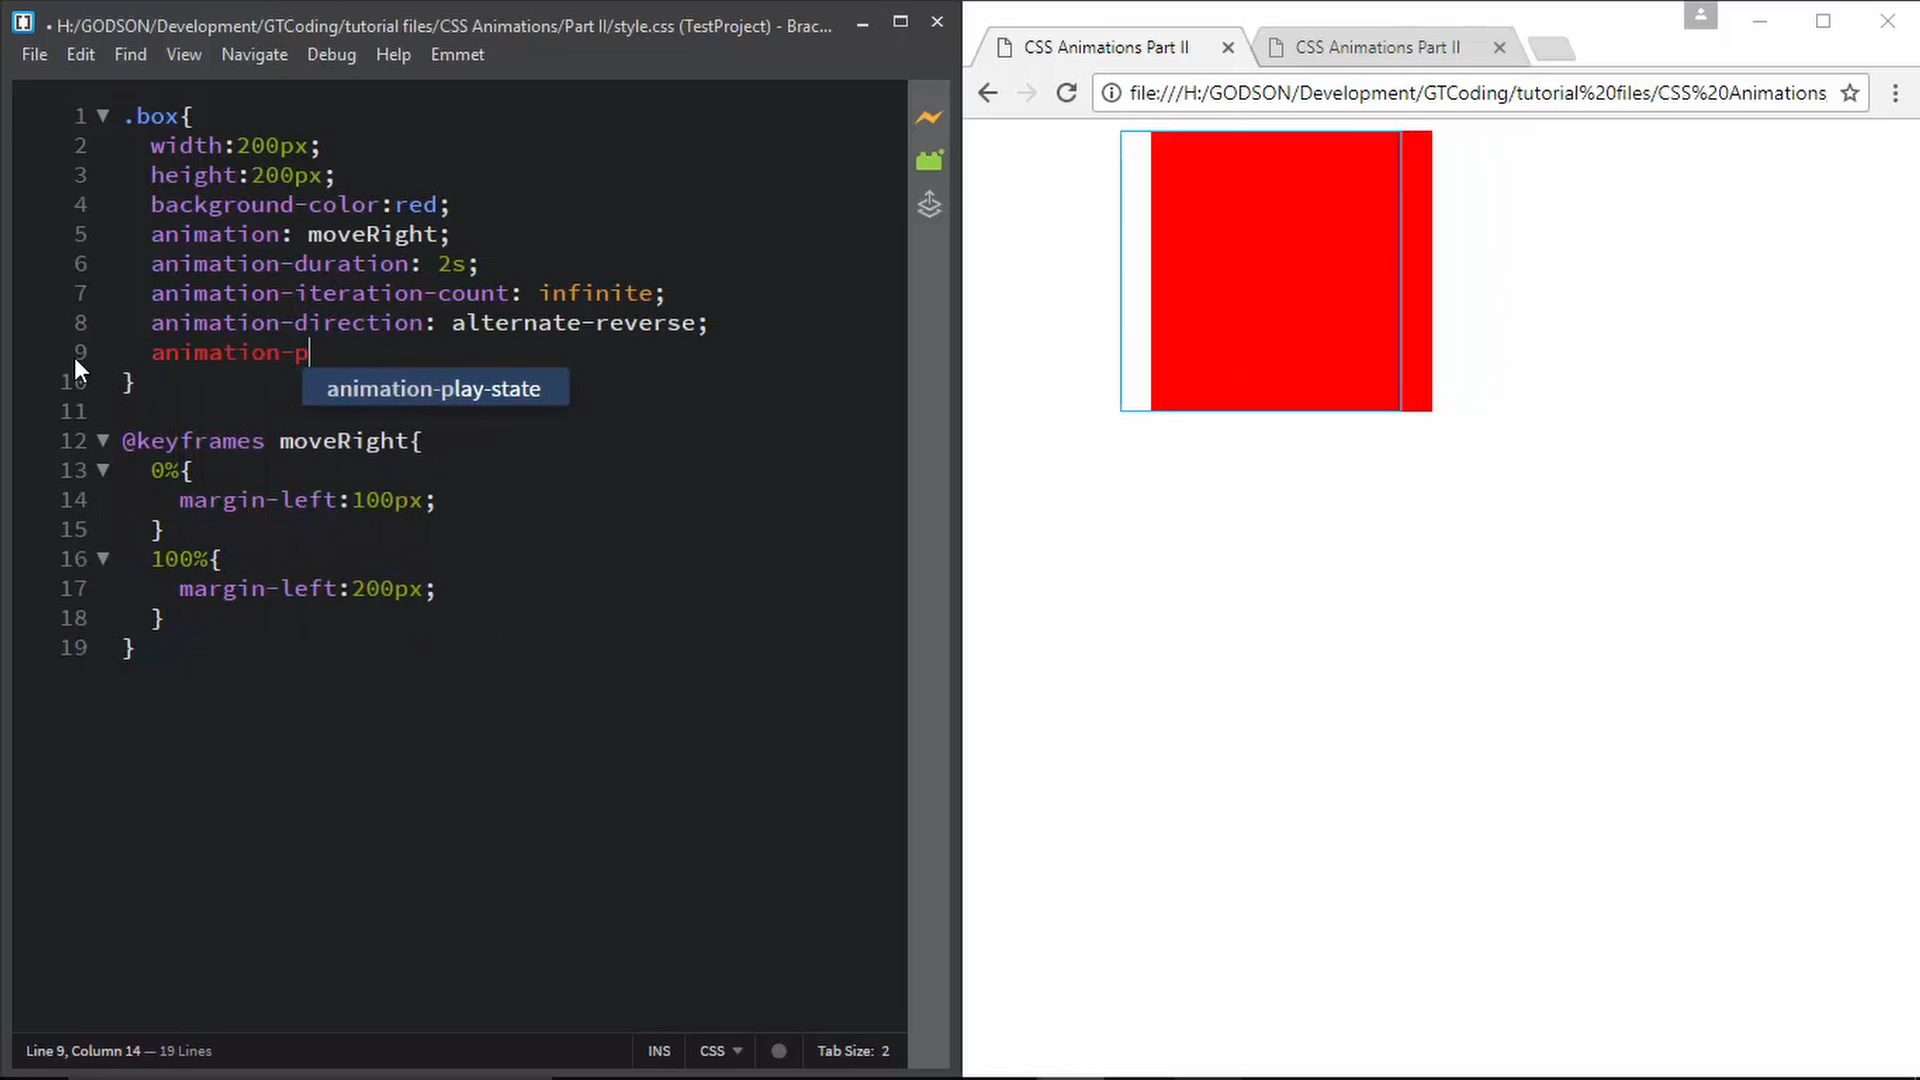 • H:/GODSON/Development/GTCoding/tutorial files/CSS Animations/Part II/style.css (TestProject) - Brac...
File Edit Find View Navigate Debug Help Emmet
1 .box{
2 width:200px;
3 height:200px;
4 background-color:red;
5 animation: moveRight;
6 animation-duration: 2s;
7 animation-iteration-count: infinite;
8 animation-direction: alternate-reverse;
9 animation-p
animation-play-state
10 }
11
12 @keyframes moveRight{
13 0%{
14 margin-left:100px;
15 }
16 100%{
17 margin-left:200px;
18 }
19 }
Line 9, Column 14 — 19 Lines
INS CSS Tab Size: 2
CSS Animations Part II
CSS Animations Part II
file:///H:/GODSON/Development/GTCoding/tutorial%20files/CSS%20Animations